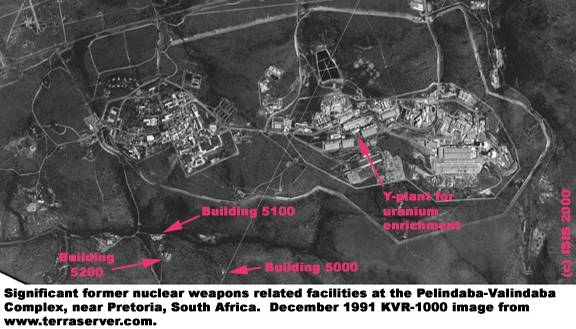 Building 5100
Y-plant for
uranium
enrichment
Building
5200
Building 5000
(c) ISIS 2000
Significant former nuclear weapons related facilities at the Pelindaba-Valindaba
Complex, near Pretoria, South Africa.  December 1991 KVR-1000 image from
www.terraserver.com.